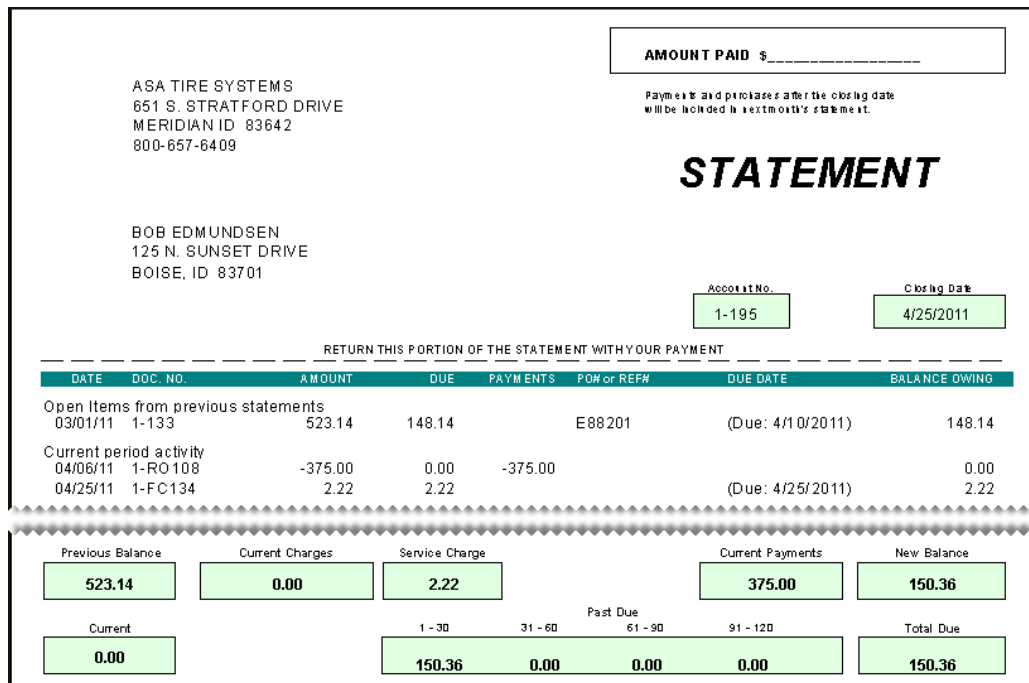 AMOUNT PAID $__________________
Payments and purchases after the closing date
will be included in next month's statement.
ASA TIRE SYSTEMS
651 S. STRATFORD DRIVE
MERIDIAN ID 83642
800-657-6409
STATEMENT
BOB EDMUNDSEN
125 N. SUNSET DRIVE
BOISE, ID 83701
Account No. Closing Date
1-195 4/25/2011
RETURN THIS PORTION OF THE STATEMENT WITH YOUR PAYMENT
DATE DOC. NO. AMOUNT DUE PAYMENTS PO# or REF# DUE DATE BALANCE OWING
Open Items from previous statements
03/01/11 1-133 523.14 148.14 E88201 (Due: 4/10/2011) 148.14
Current period activity
04/06/11 1-RO108 -375.00 0.00 -375.00 0.00
04/25/11 1-FC134 2.22 2.22 (Due: 4/25/2011) 2.22
Previous Balance Current Charges Service Charge Current Payments New Balance
523.14 0.00 2.22 375.00 150.36
Past Due
Current 1 - 30 31 - 60 61 - 90 91 - 120 Total Due
0.00 150.36 0.00 0.00 0.00 150.36